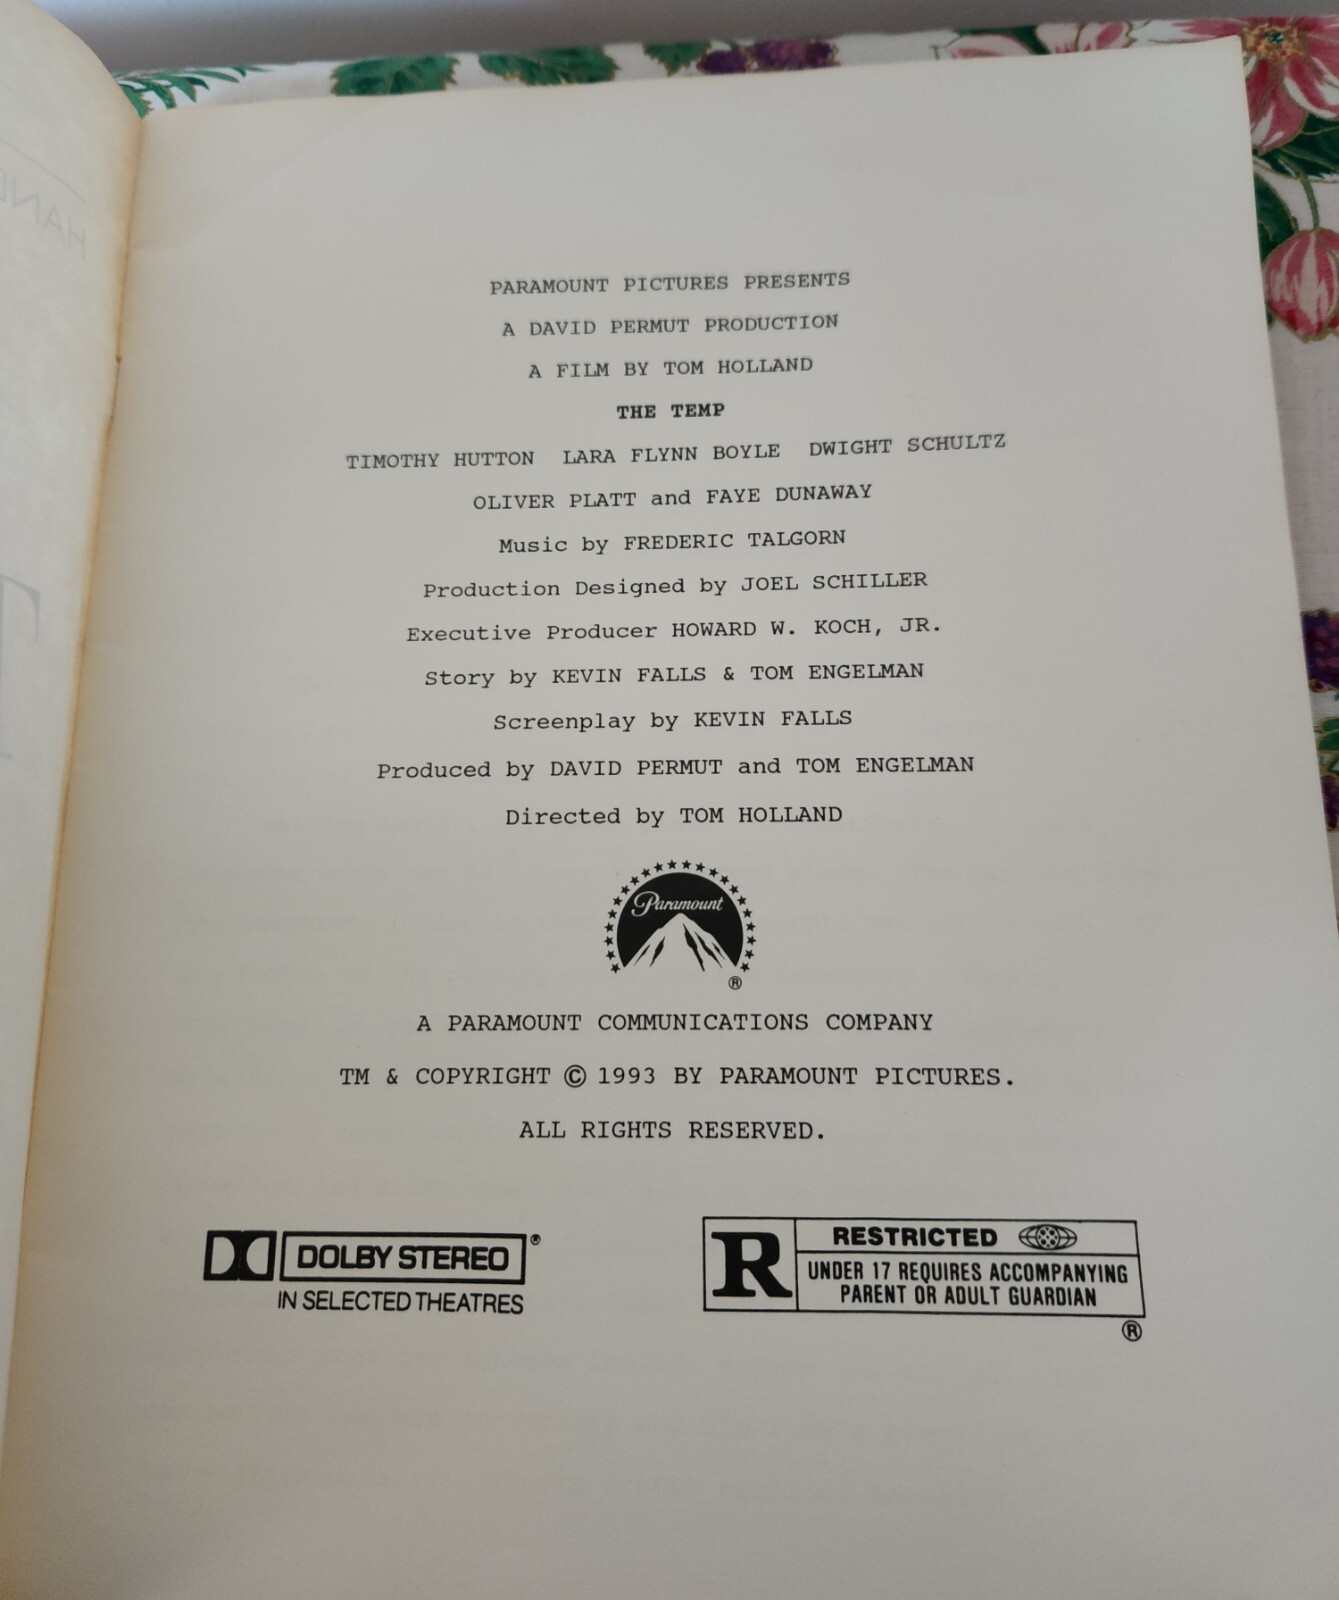 PARAMOUNT PICTURES PRESENTS
A DAVID PERMUT PRODUCTION
A FILM BY TOM HOLLAND
THE TEMP
TIMOTHY HUTTON LARA FLYNN BOYLE DWIGHT SCHULTZ
OLIVER PLATT and FAYE DUNAWAY
Music by FREDERIC TALGORN
Production Designed by JOEL SCHILLER
Executive Producer HOWARD W. KOCH, JR.
Story by KEVIN FALLS & TOM ENGELMAN
Screenplay by KEVIN FALLS
Produced by DAVID PERMUT and TOM ENGELMAN
Directed by TOM HOLLAND
Paramount
®
A PARAMOUNT COMMUNICATIONS COMPANY
TM & COPYRIGHT © 1993 BY PARAMOUNT PICTURES.
ALL RIGHTS RESERVED.
DOLBY STEREO ®
IN SELECTED THEATRES
R RESTRICTED
UNDER 17 REQUIRES ACCOMPANYING
PARENT OR ADULT GUARDIAN
®